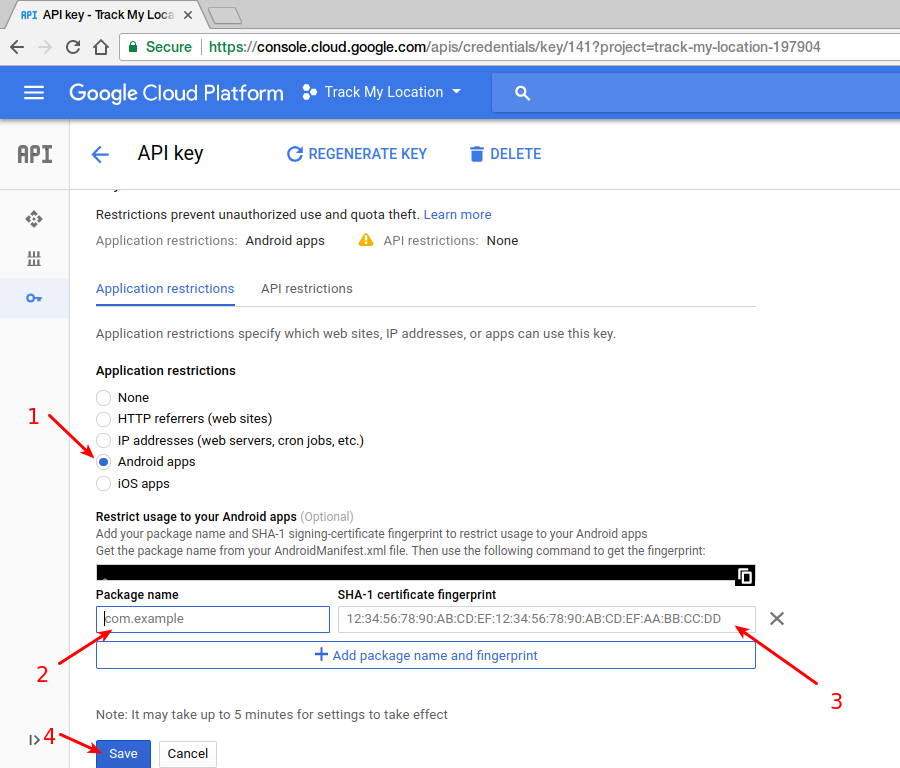 API API key - Track My Loca
Secure https://console.cloud.google.com/apis/credentials/key/141?project=track-my-location-197904
Google Cloud Platform Track My Location
API API key REGENERATE KEY DELETE
Restrictions prevent unauthorized use and quota theft. Learn more
Application restrictions: Android apps API restrictions: None
Application restrictions API restrictions
Application restrictions specify which web sites, IP addresses, or apps can use this key.
Application restrictions
None
HTTP referrers (web sites)
1
IP addresses (web servers, cron jobs, etc.)
Android apps
iOS apps
Restrict usage to your Android apps (Optional)
Add your package name and SHA-1 signing-certificate fingerprint to restrict usage to your Android apps
Get the package name from your AndroidManifest.xml file. Then use the following command to get the fingerprint:
Package name SHA-1 certificate fingerprint
com.example 12:34:56:78:90:AB:CD:EF:12:34:56:78:90:AB:CD:EF:AA:BB:CC:DD
Add package name and fingerprint
2
3
Note: It may take up to 5 minutes for settings to take effect
4
Save Cancel